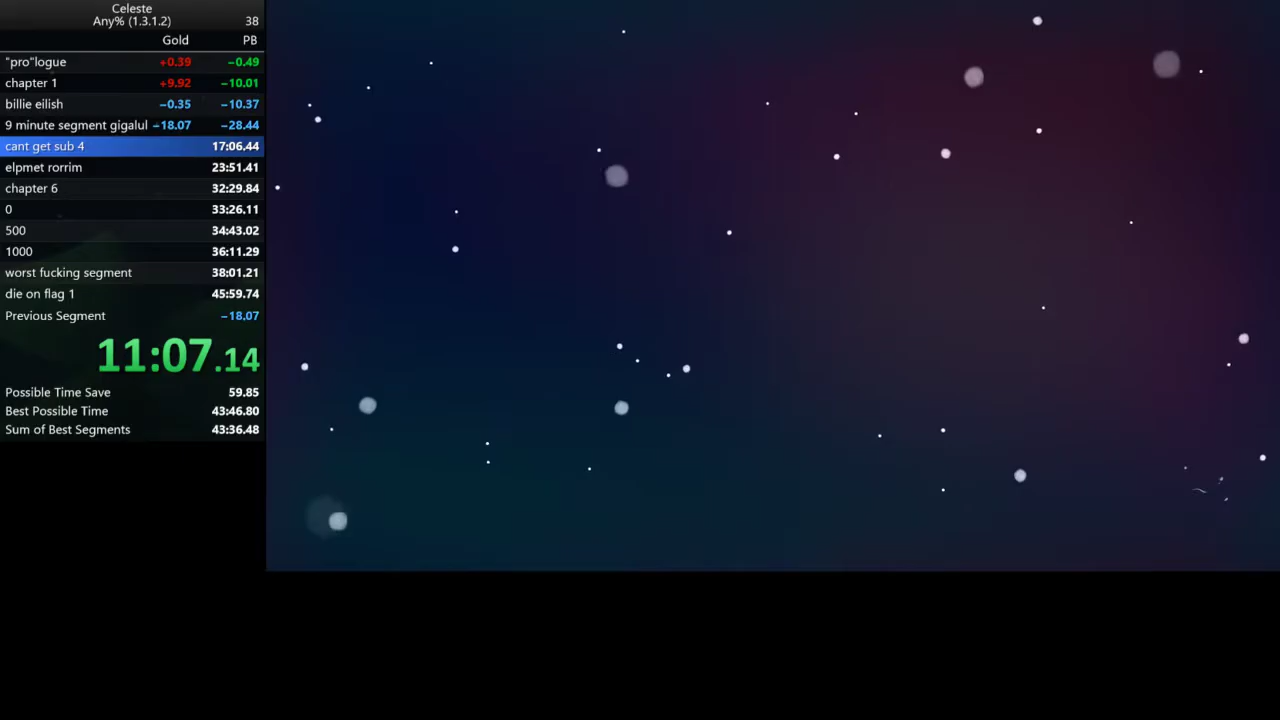 Celeste
Any% (1.3.1.2) 38
Gold PB
"pro"logue +0.39 −0.49
chapter 1 +9.92 −10.01
billie eilish −0.35 −10.37
9 minute segment gigalul −18.07 −28.44
cant get sub 4 17:06.44
elpmet rorrim 23:51.41
chapter 6 32:29.84
0 33:26.11
500 34:43.02
1000 36:11.29
worst fucking segment 38:01.21
die on flag 1 45:59.74
Previous Segment −18.07
11:07.14
Possible Time Save 59.85
Best Possible Time 43:46.80
Sum of Best Segments 43:36.48